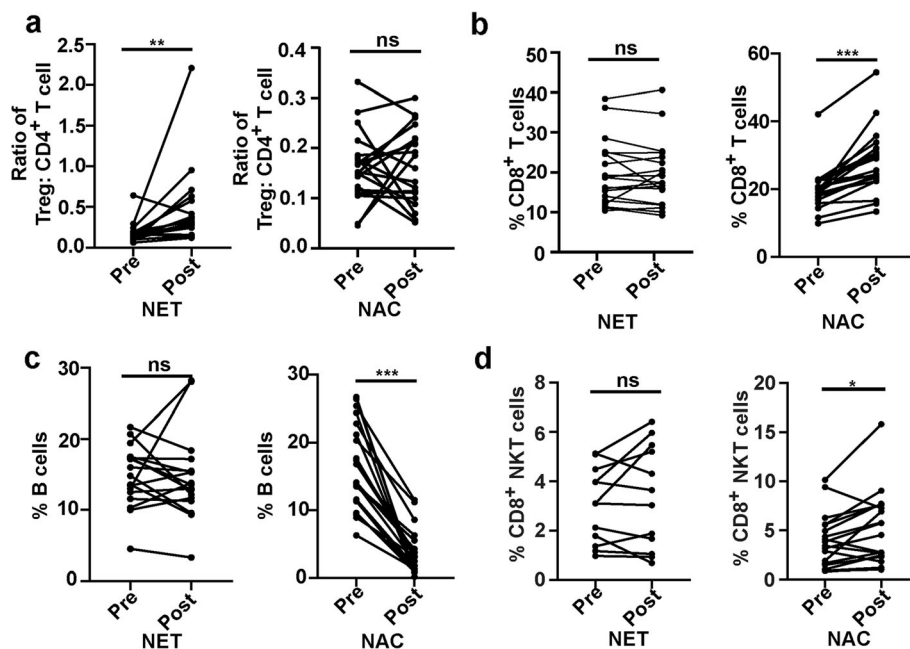 a
Ratio of
Treg: CD4+ T cell
2.5
2.0
1.5
1.0
0.5
0.0
**
Pre
Post
NET
Ratio of
Treg: CD4+ T cell
0.4
0.3
0.2
0.1
0.0
ns
Pre
Post
NAC
b
% CD8+ T cells
50
40
30
20
10
0
ns
Pre
Post
NET
% CD8+ T cells
60
40
20
0
***
Pre
Post
NAC
c
% B cells
30
20
10
0
ns
Pre
Post
NET
% B cells
30
20
10
0
***
Pre
Post
NAC
d
% CD8+ NKT cells
8
6
4
2
0
ns
Pre
Post
NET
% CD8+ NKT cells
20
15
10
5
0
*
Pre
Post
NAC